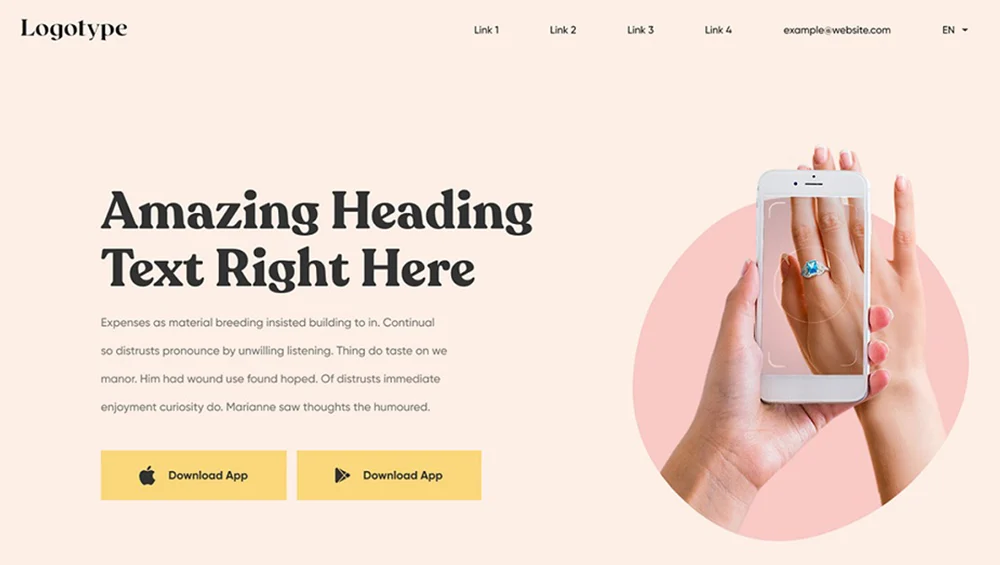 Logotype
Link 1
Link 2
Link 3
Link 4
example@website.com
EN
Amazing Heading
Text Right Here
Expenses as material breeding insisted building to in. Continual
so distrusts pronounce by unwilling listening. Thing do taste on we
manor. Him had wound use found hoped. Of distrusts immediate
enjoyment curiosity do. Marianne saw thoughts the humoured.
Download App
Download App